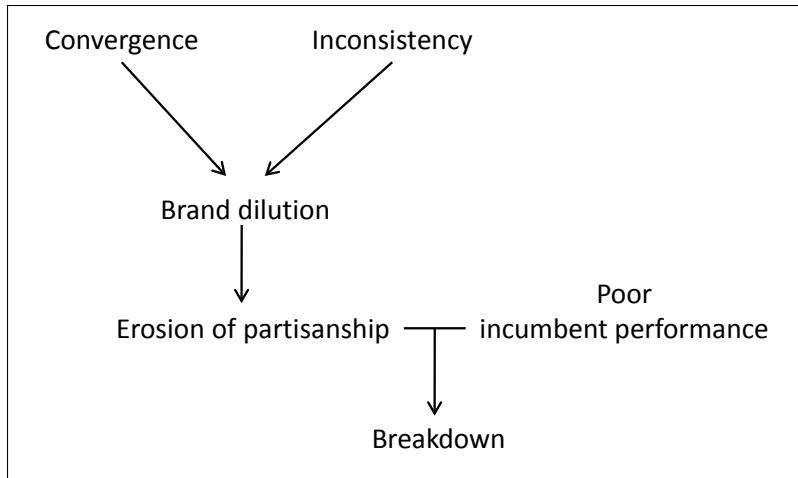 Convergence
Inconsistency
Brand dilution
Poor
Erosion of partisanship
incumbent performance
Breakdown